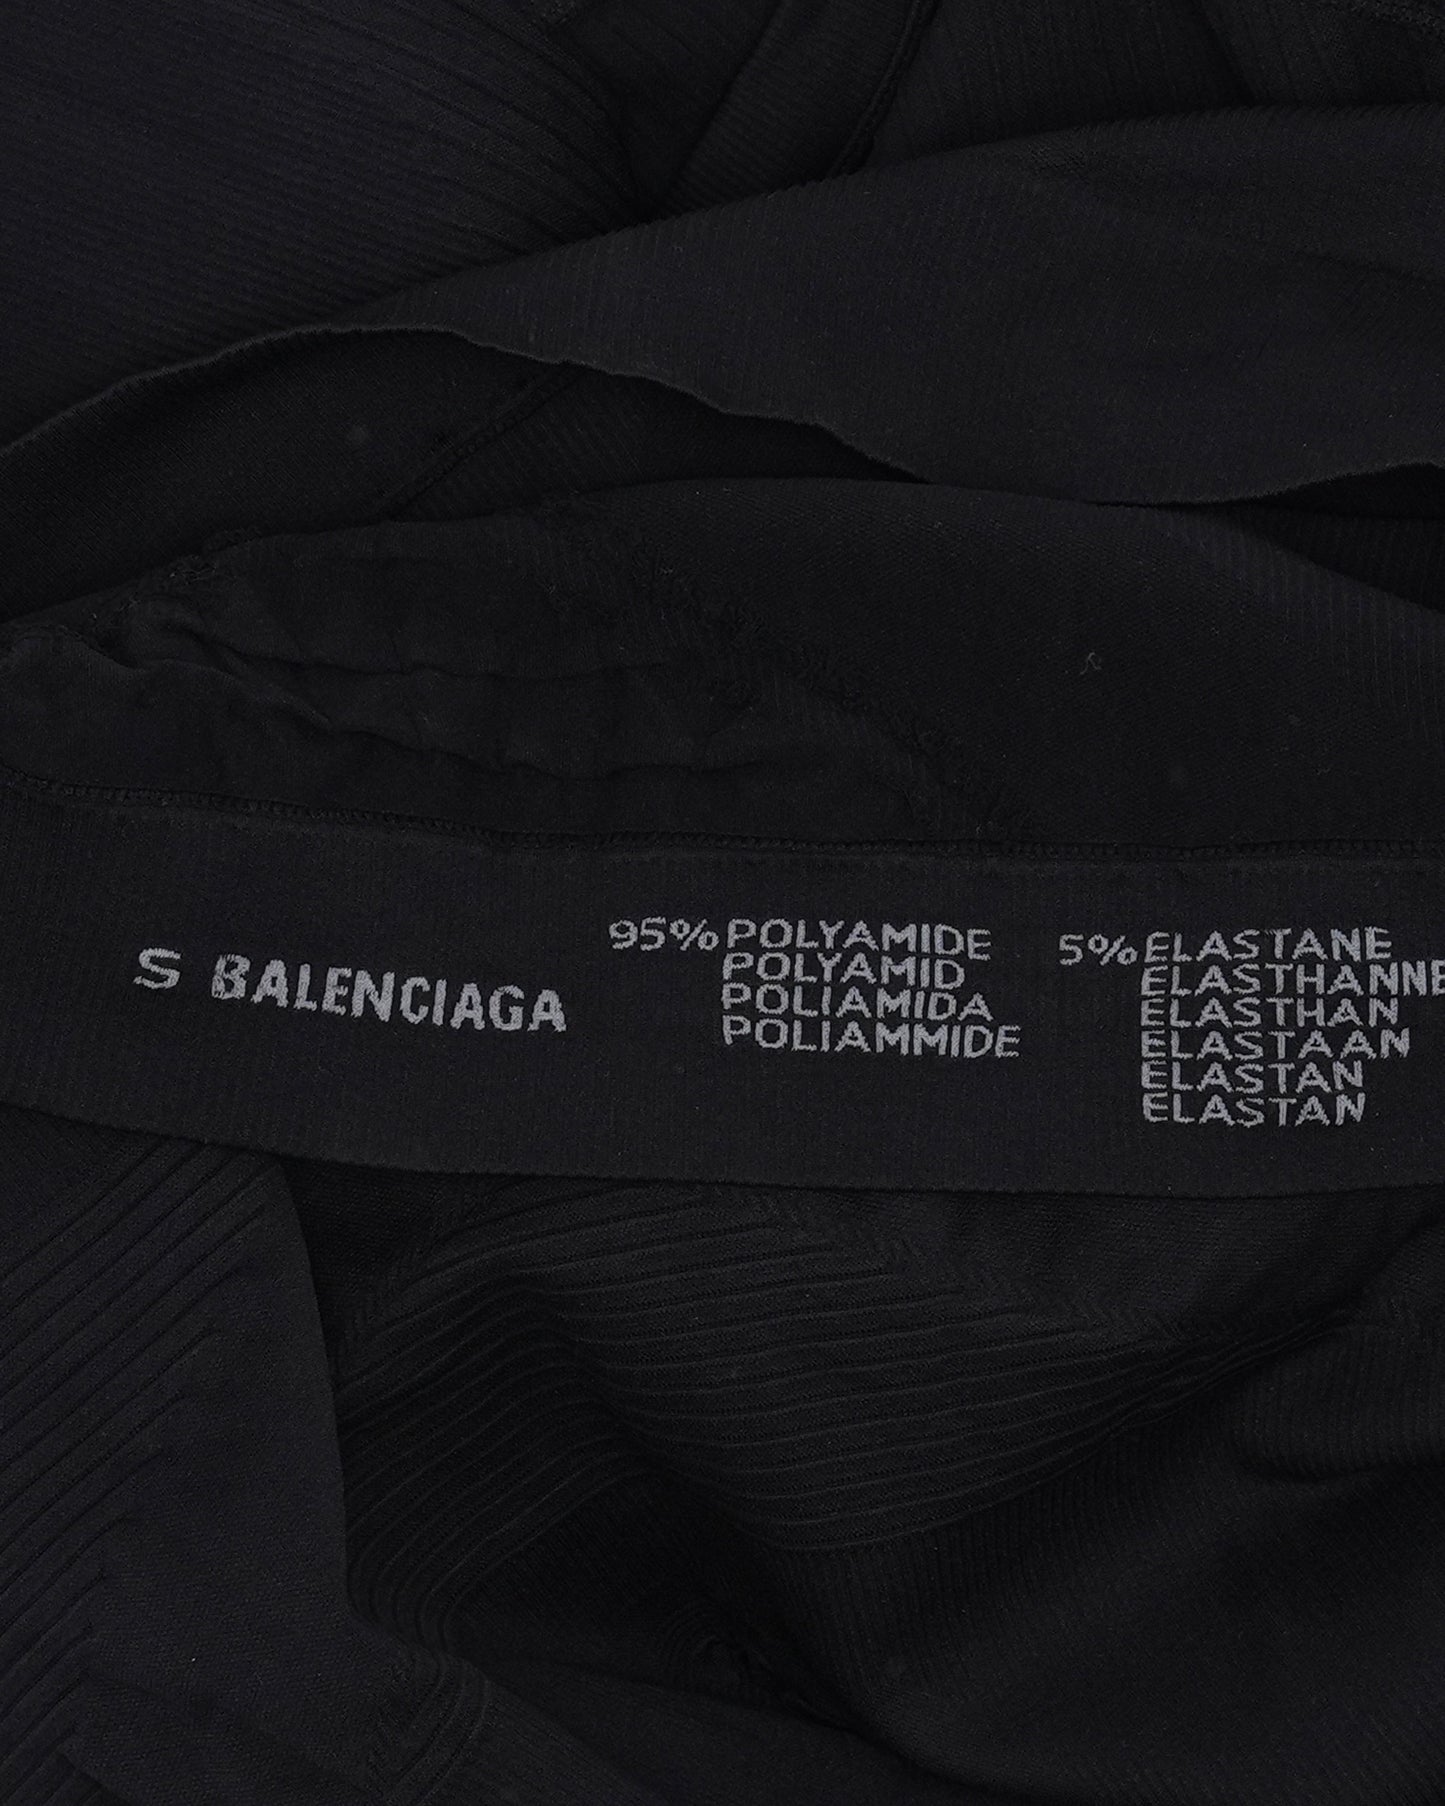 S BALENCIAGA
95% POLYAMIDE
POLYAMID
POLIAMIDA
POLIAMMIDE
5% ELASTANE
ELASTHANNE
ELASTHAN
ELASTAAN
ELASTAN
ELASTAN